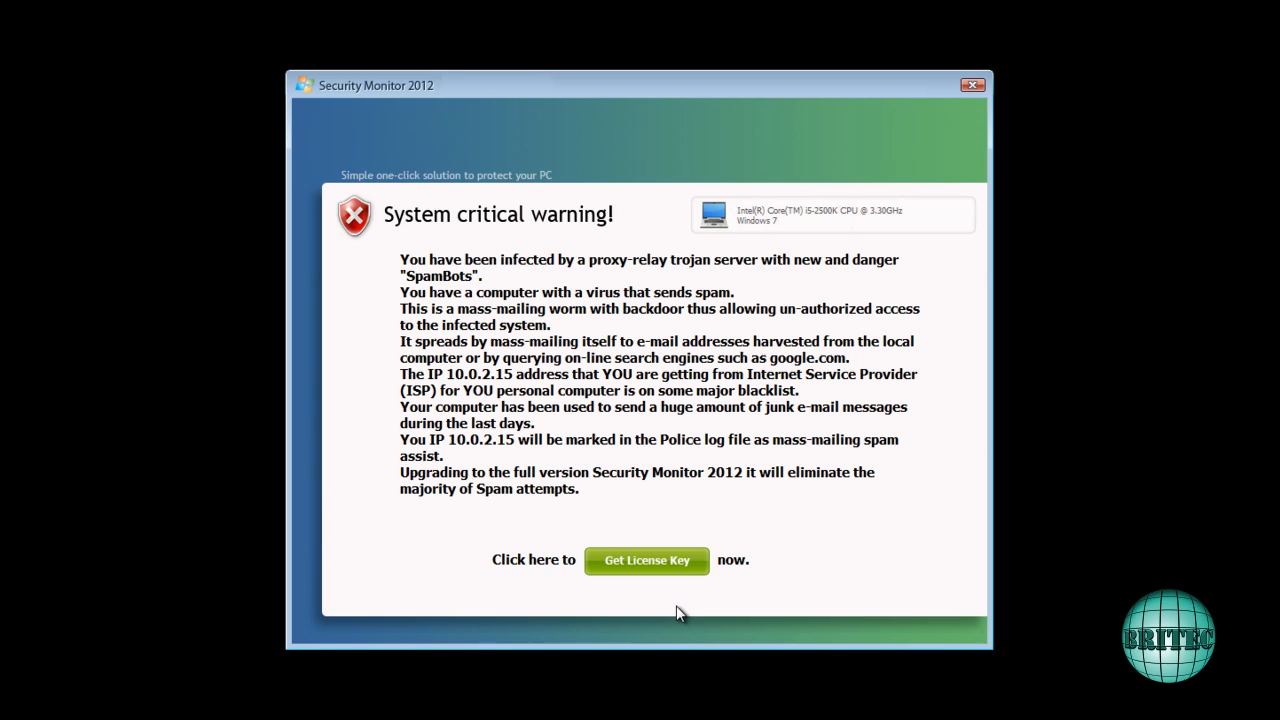 Security Monitor 2012
Simple one-click solution to protect your PC
System critical warning!
Intel(R) Core(TM) i5-2500K CPU @ 3.30GHz
Windows 7
You have been infected by a proxy-relay trojan server with new and danger
"SpamBots".
You have a computer with a virus that sends spam.
This is a mass-mailing worm with backdoor thus allowing un-authorized access
to the infected system.
It spreads by mass-mailing itself to e-mail addresses harvested from the local
computer or by querying on-line search engines such as google.com.
The IP 10.0.2.15 address that YOU are getting from Internet Service Provider
(ISP) for YOU personal computer is on some major blacklist.
Your computer has been used to send a huge amount of junk e-mail messages
during the last days.
You IP 10.0.2.15 will be marked in the Police log file as mass-mailing spam
assist.
Upgrading to the full version Security Monitor 2012 it will eliminate the
majority of Spam attempts.
Click here to Get License Key now.
BRITEC